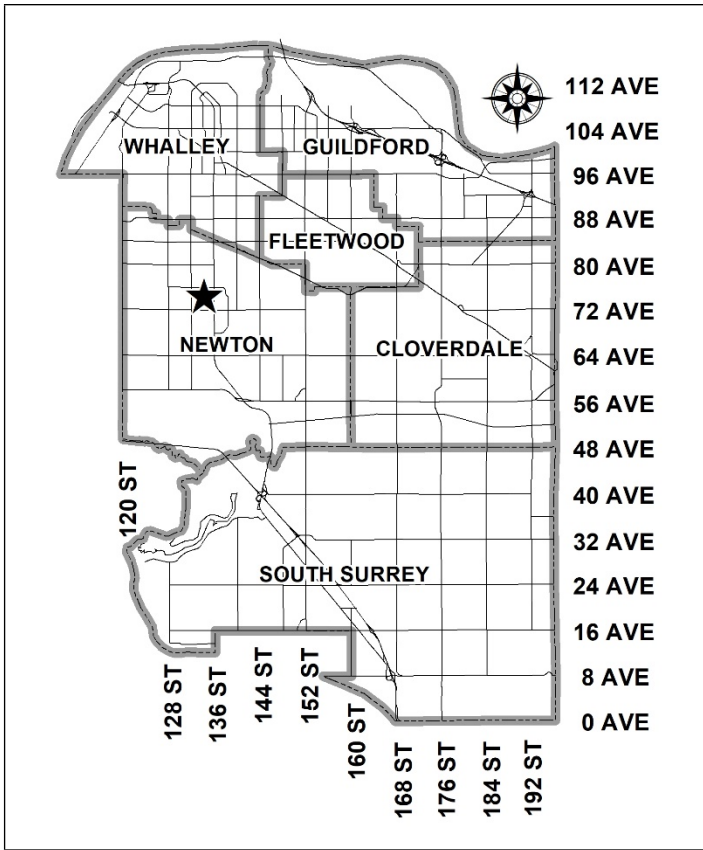 112 AVE
104 AVE
WHALLEY
GUILDFORD
96 AVE
88 AVE
FLEETWOOD
80 AVE
72 AVE
NEWTON
CLOVERDALE
64 AVE
56 AVE
48 AVE
120 ST
40 AVE
32 AVE
SOUTH SURREY
24 AVE
16 AVE
8 AVE
0 AVE
128 ST
136 ST
144 ST
152 ST
160 ST
168 ST
176 ST
184 ST
192 ST